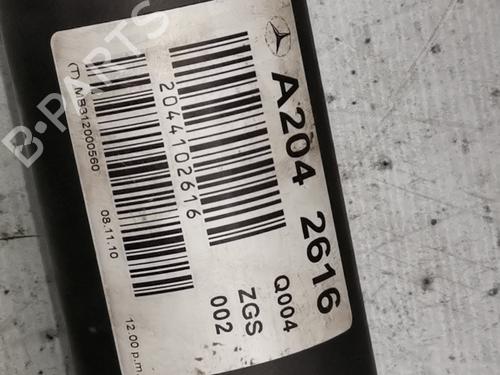 A204 2616
Q004
ZGS
002
2044102616
(T) MB312000560
08.11.10
12.00 p.m
B-PARTS